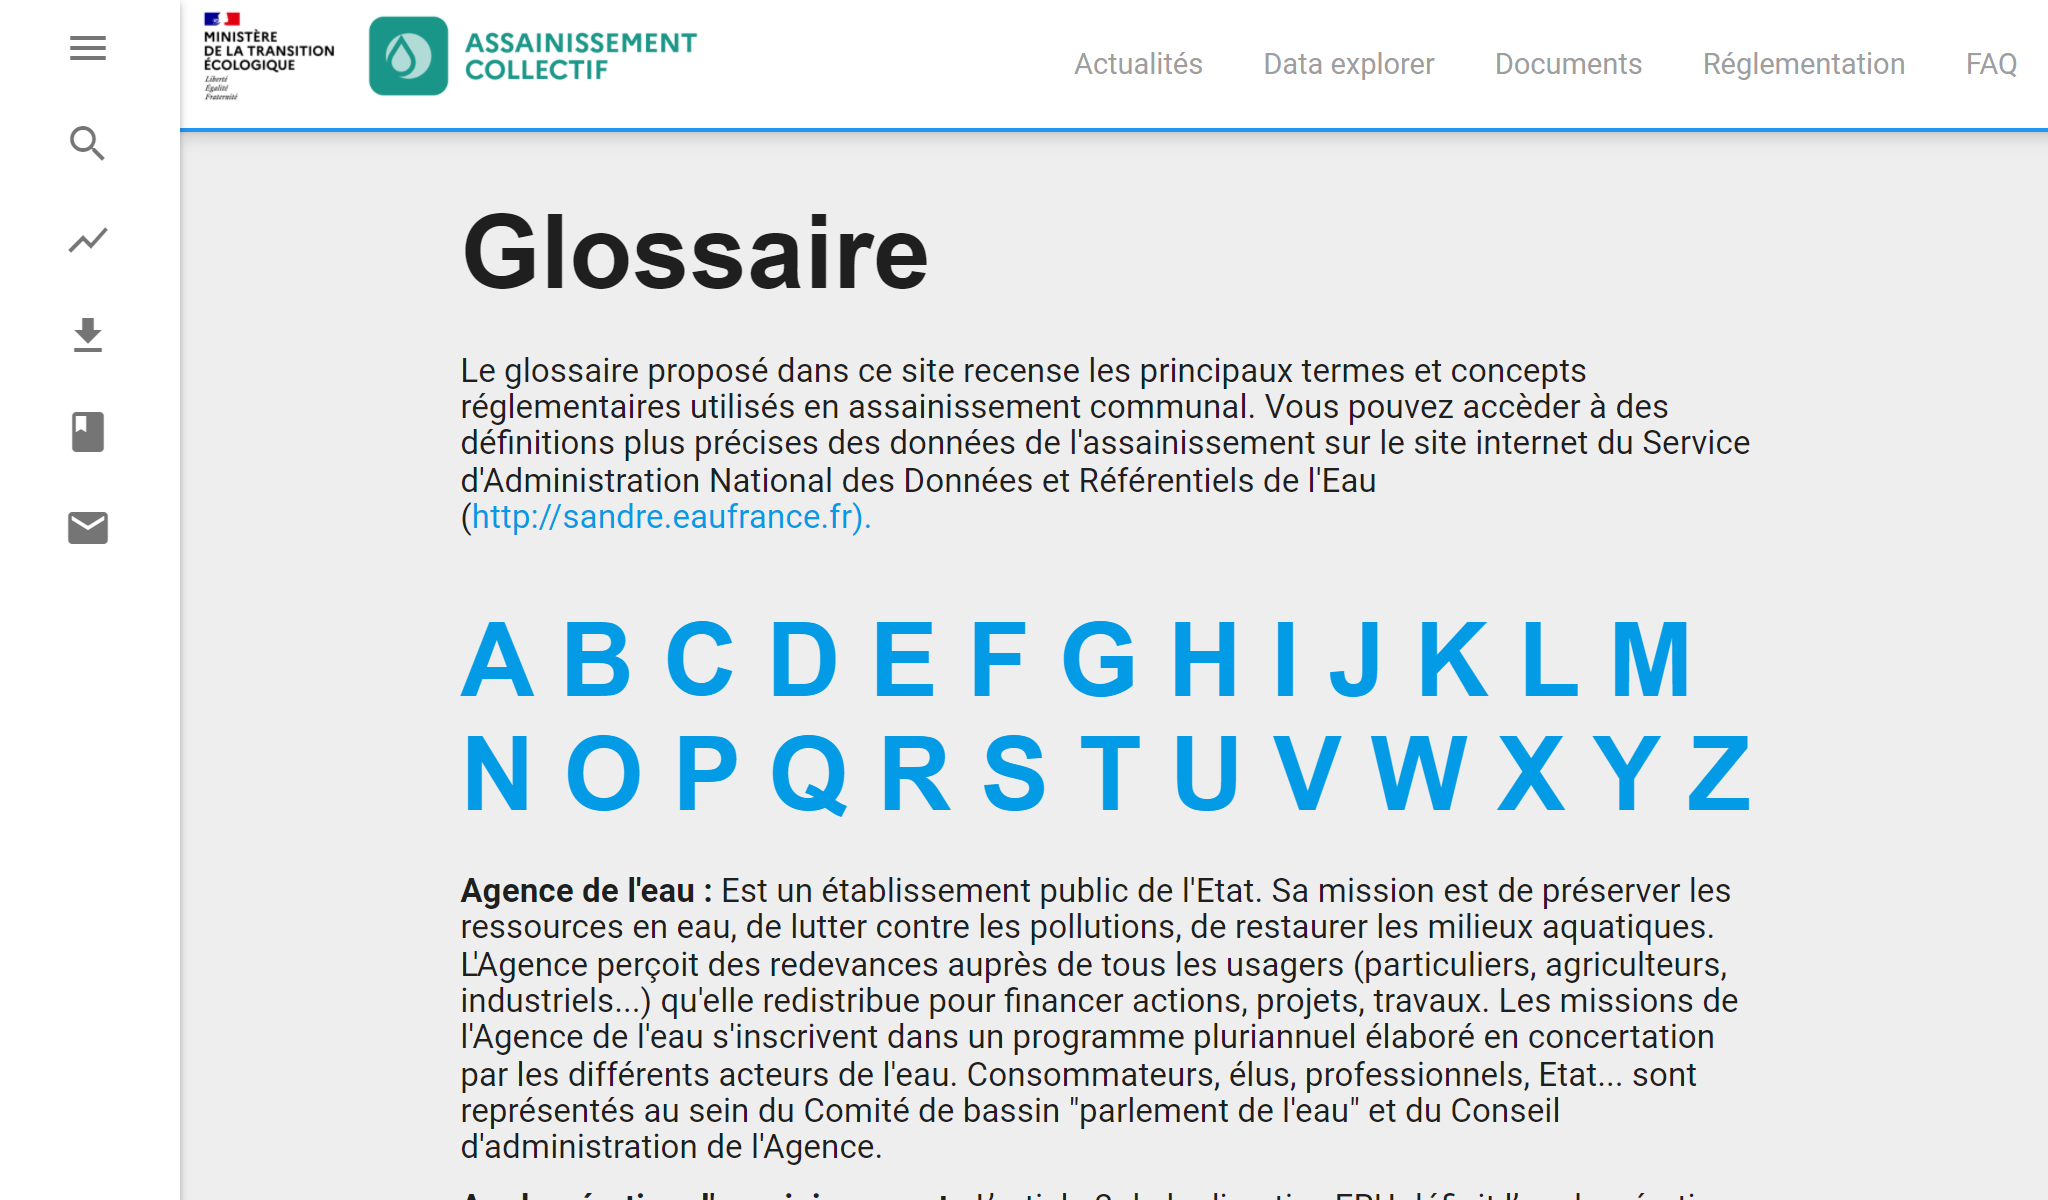 MINISTÈRE
DE LA TRANSITION
ÉCOLOGIQUE
Liberté
Égalité
Fraternité
ASSAINISSEMENT
COLLECTIF
Actualités Data explorer Documents Réglementation FAQ
Glossaire
Le glossaire proposé dans ce site recense les principaux termes et concepts
réglementaires utilisés en assainissement communal. Vous pouvez accèder à des
définitions plus précises des données de l'assainissement sur le site internet du Service
d'Administration National des Données et Référentiels de l'Eau
(http://sandre.eaufrance.fr).
A B C D E F G H I J K L M
N O P Q R S T U V W X Y Z
Agence de l'eau : Est un établissement public de l'Etat. Sa mission est de préserver les
ressources en eau, de lutter contre les pollutions, de restaurer les milieux aquatiques.
L'Agence perçoit des redevances auprès de tous les usagers (particuliers, agriculteurs,
industriels...) qu'elle redistribue pour financer actions, projets, travaux. Les missions de
l'Agence de l'eau s'inscrivent dans un programme pluriannuel élaboré en concertation
par les différents acteurs de l'eau. Consommateurs, élus, professionnels, Etat... sont
représentés au sein du Comité de bassin "parlement de l'eau" et du Conseil
d'administration de l'Agence.